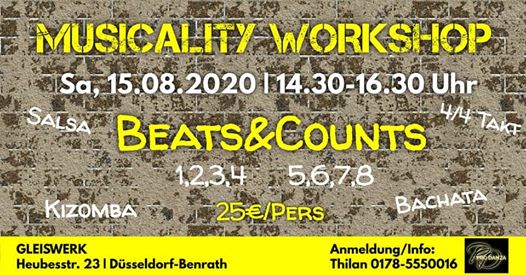 MUSICALITY WORKSHOP
Sa, 15.08.2020 | 14.30-16.30 Uhr
Salsa
4/4 Takt
Beats&Counts
1,2,3,4 5,6,7,8
Kizomba
25€/Pers
Bachata
GLEISWERK
Heubesstr. 23 | Düsseldorf-Benrath
Anmeldung/Info:
Thilan 0178-5550016
PRO DANZA